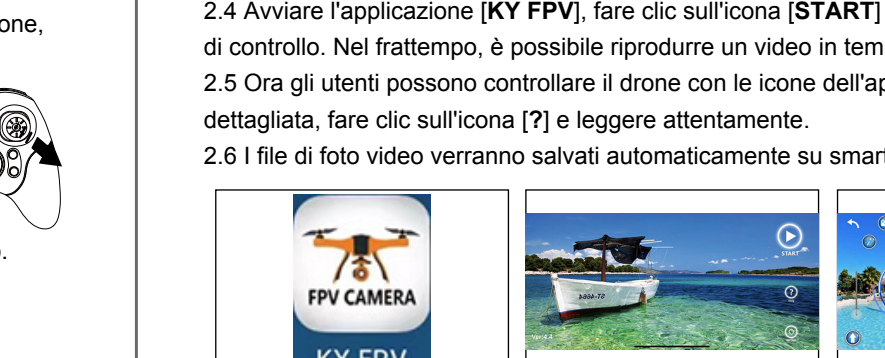 one,
o.
2.4 Avviare l'applicazione [KY FPV], fare clic sull'icona [START]
di controllo. Nel frattempo, è possibile riprodurre un video in tem
2.5 Ora gli utenti possono controllare il drone con le icone dell'ap
dettagliata, fare clic sull'icona [?] e leggere attentamente.
2.6 I file di foto video verranno salvati automaticamente su smart
FPV CAMERA
KY FPV
START
?